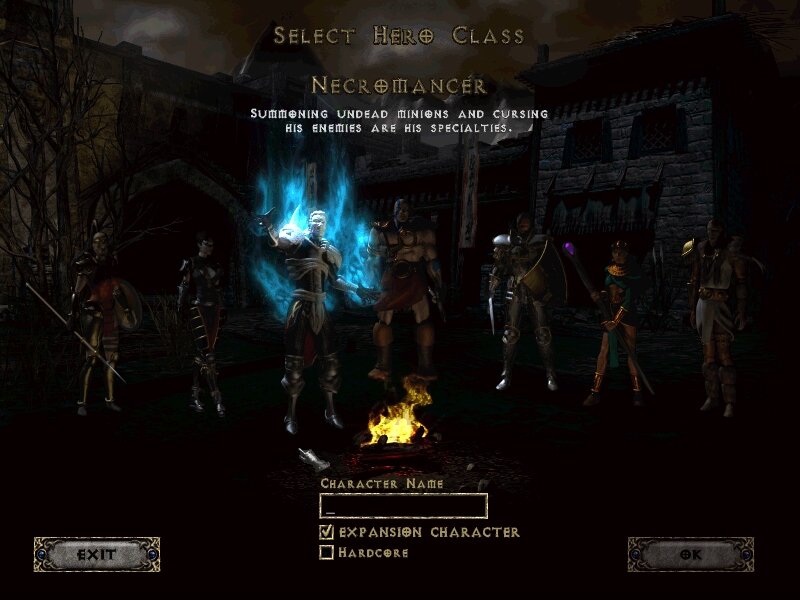 Select Hero Class
Necromancer
Summoning undead minions and cursing
his enemies are his specialties.
Character Name
_
EXPANSION CHARACTER
Hardcore
EXIT
OK